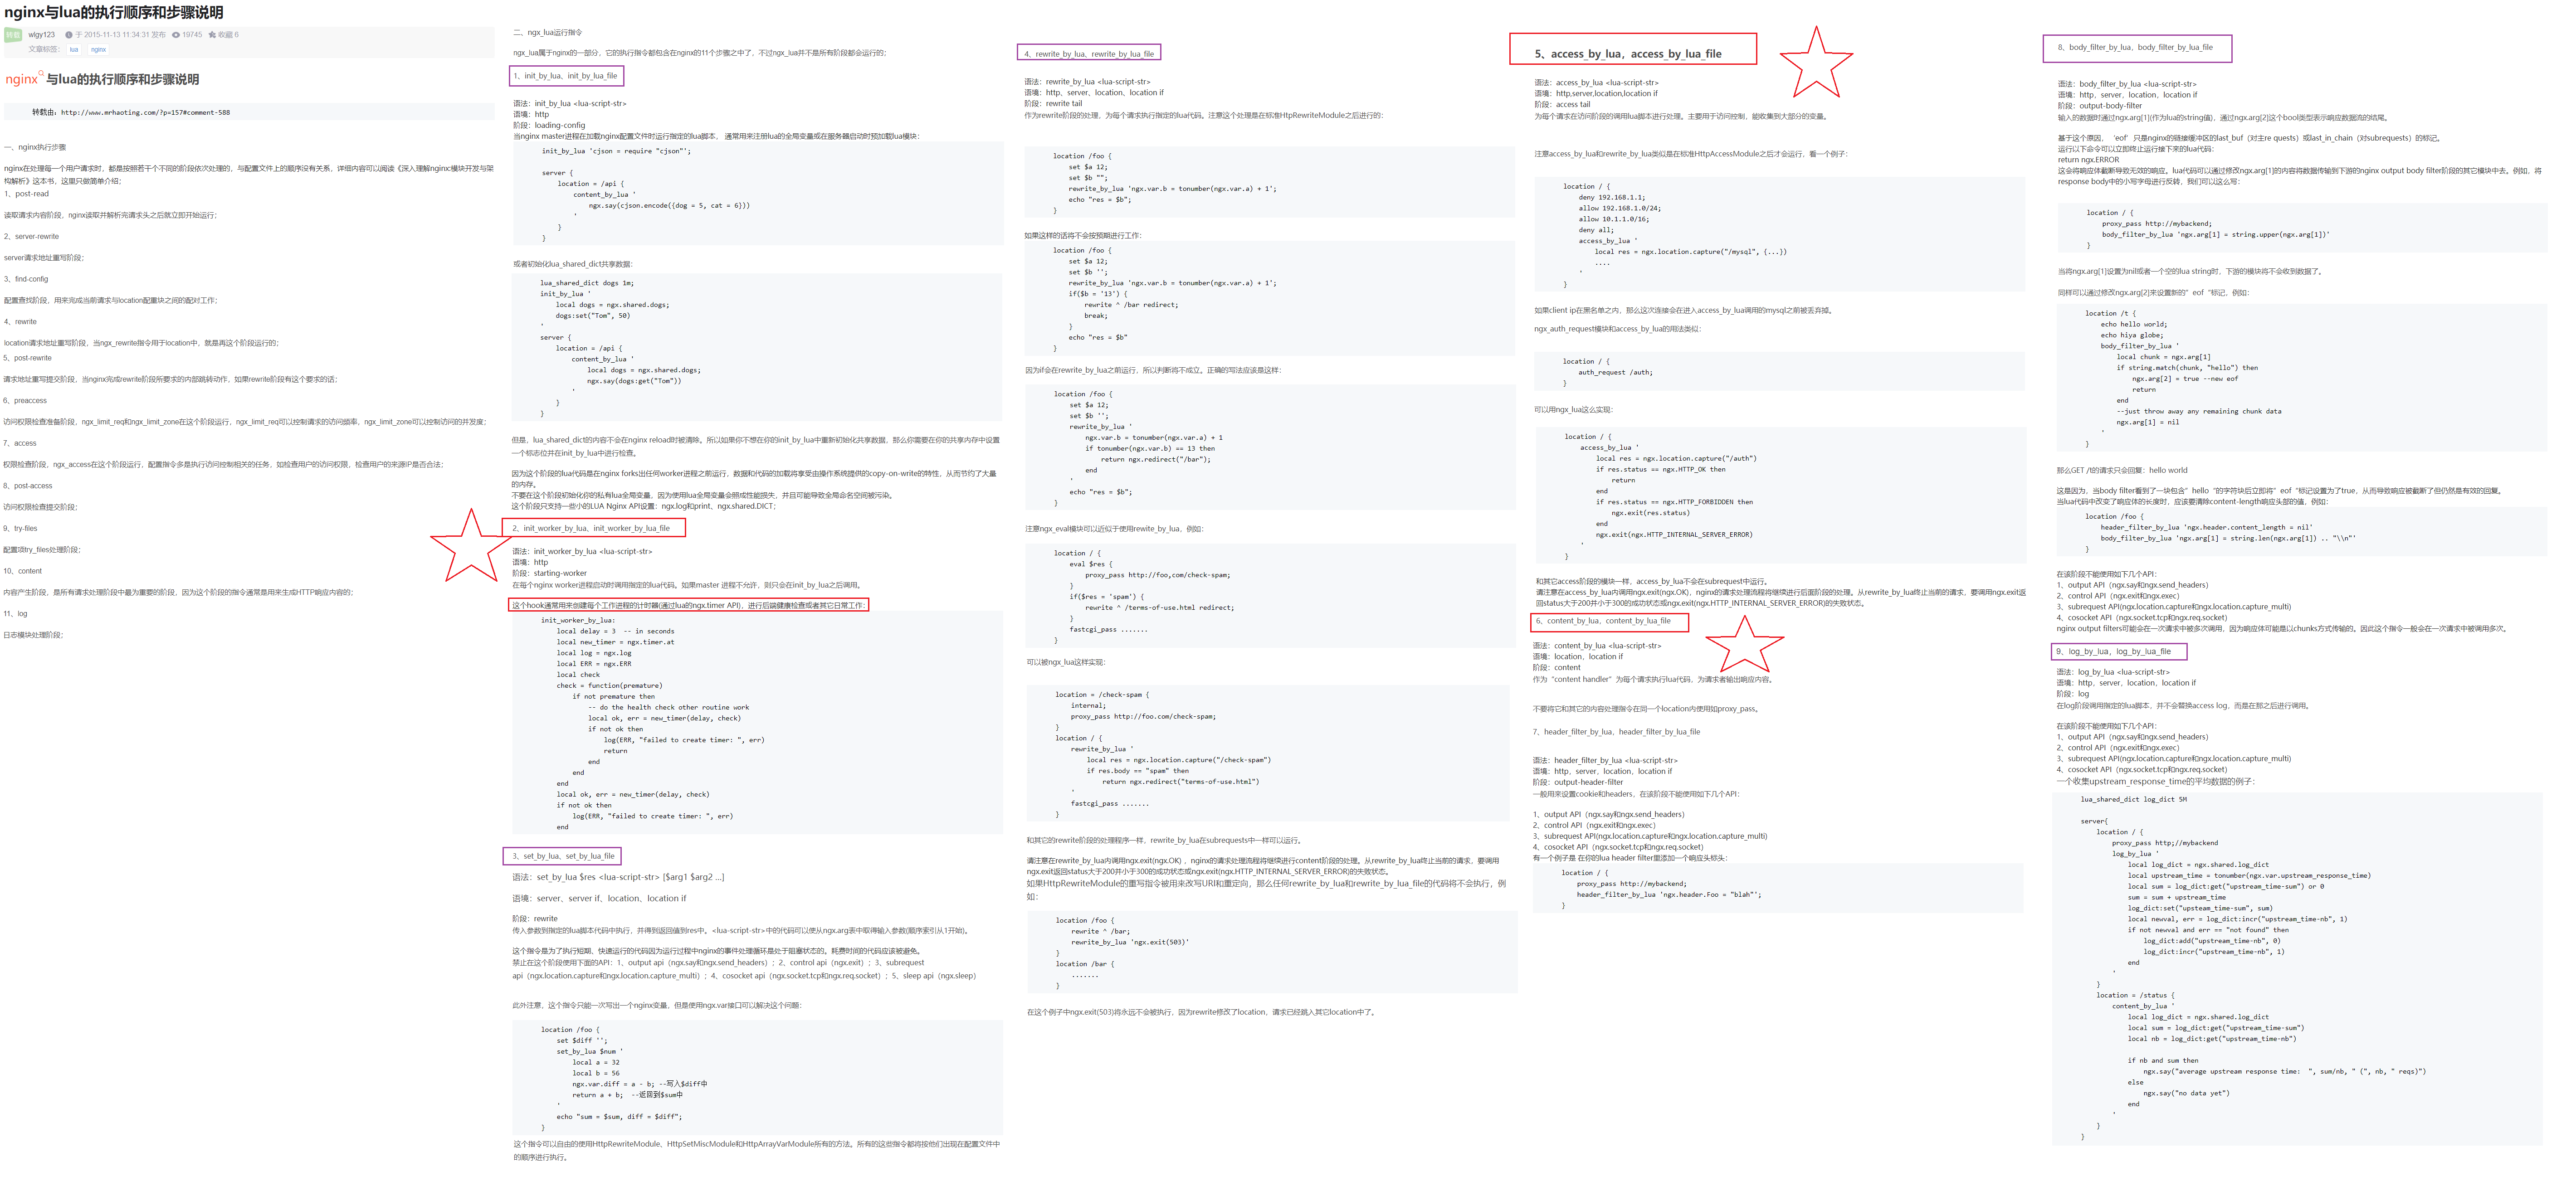 nginx与lua的执行顺序和步骤说明
转载
wlgy123 于 2015-11-13 11:34:31 发布 19745 收藏 6
文章标签： lua nginx
nginx 与lua的执行顺序和步骤说明
转载由：http://www.mrhaoting.com/?p=157#comment-588
一、nginx执行步骤
nginx在处理每一个用户请求时，都是按照若干个不同的阶段依次处理的，与配置文件上的顺序没有关系，详细内容可以阅读《深入理解nginx模块开发与架
构解析》这本书，这里只做简单介绍；
1、post-read
读取请求内容阶段，nginx读取并解析完请求头之后就立即开始运行；
2、server-rewrite
server请求地址重写阶段；
3、find-config
配置查找阶段，用来完成当前请求与location配重块之间的配对工作；
4、rewrite
location请求地址重写阶段，当ngx_rewrite指令用于location中，就是再这个阶段运行的；
5、post-rewrite
请求地址重写提交阶段，当nginx完成rewrite阶段所要求的内部跳转动作，如果rewrite阶段有这个要求的话；
6、preaccess
访问权限检查准备阶段，ngx_limit_req和ngx_limit_zone在这个阶段运行，ngx_limit_req可以控制请求的访问频率，ngx_limit_zone可以控制访问的并发度；
7、access
权限检查阶段，ngx_access在这个阶段运行，配置指令多是执行访问控制相关的任务，如检查用户的访问权限，检查用户的来源IP是否合法；
8、post-access
访问权限检查提交阶段；
9、try-files
配置项try_files处理阶段；
10、content
内容产生阶段，是所有请求处理阶段中最为重要的阶段，因为这个阶段的指令通常是用来生成HTTP响应内容的；
11、log
日志模块处理阶段；
二、ngx_lua运行指令
ngx_lua属于nginx的一部分，它的执行指令都包含在nginx的11个步骤之中了，不过ngx_lua并不是所有阶段都会运行的；
1、init_by_lua、init_by_lua_file
语法：init_by_lua <lua-script-str>
语境：http
阶段：loading-config
当nginx master进程在加载nginx配置文件时运行指定的lua脚本， 通常用来注册lua的全局变量或在服务器启动时预加载lua模块：
init_by_lua 'cjson = require "cjson"';
server {
location = /api {
content_by_lua '
ngx.say(cjson.encode({dog = 5, cat = 6}))
'
}
}
或者初始化lua_shared_dict共享数据：
lua_shared_dict dogs 1m;
init_by_lua '
local dogs = ngx.shared.dogs;
dogs:set("Tom", 50)
'
server {
location = /api {
content_by_lua '
local dogs = ngx.shared.dogs;
ngx.say(dogs:get("Tom"))
'
}
}
但是，lua_shared_dict的内容不会在nginx reload时被清除。所以如果你不想在你的init_by_lua中重新初始化共享数据，那么你需要在你的共享内存中设置
一个标志位并在init_by_lua中进行检查。
因为这个阶段的lua代码是在nginx forks出任何worker进程之前运行，数据和代码的加载将享受由操作系统提供的copy-on-write的特性，从而节约了大量
的内存。
不要在这个阶段初始化你的私有lua全局变量，因为使用lua全局变量会照成性能损失，并且可能导致全局命名空间被污染。
这个阶段只支持一些小的LUA Nginx API设置：ngx.log和print、ngx.shared.DICT；
2、init_worker_by_lua、init_worker_by_lua_file
语法：init_worker_by_lua <lua-script-str>
语境：http
阶段：starting-worker
在每个nginx worker进程启动时调用指定的lua代码。如果master 进程不允许，则只会在init_by_lua之后调用。
这个hook通常用来创建每个工作进程的计时器(通过lua的ngx.timer API)，进行后端健康检查或者其它日常工作：
init_worker_by_lua:
local delay = 3  -- in seconds
local new_timer = ngx.timer.at
local log = ngx.log
local ERR = ngx.ERR
local check
check = function(premature)
if not premature then
-- do the health check other routine work
local ok, err = new_timer(delay, check)
if not ok then
log(ERR, "failed to create timer: ", err)
return
end
end
end
local ok, err = new_timer(delay, check)
if not ok then
log(ERR, "failed to create timer: ", err)
end
3、set_by_lua、set_by_lua_file
语法：set_by_lua $res <lua-script-str> [$arg1 $arg2 …]
语境：server、server if、location、location if
阶段：rewrite
传入参数到指定的lua脚本代码中执行，并得到返回值到res中。<lua-script-str>中的代码可以使从ngx.arg表中取得输入参数(顺序索引从1开始)。
这个指令是为了执行短期、快速运行的代码因为运行过程中nginx的事件处理循环是处于阻塞状态的。耗费时间的代码应该被避免。
禁止在这个阶段使用下面的API：1、output api（ngx.say和ngx.send_headers）；2、control api（ngx.exit）；3、subrequest
api（ngx.location.capture和ngx.location.capture_multi）；4、cosocket api（ngx.socket.tcp和ngx.req.socket）；5、sleep api（ngx.sleep）
此外注意，这个指令只能一次写出一个nginx变量，但是使用ngx.var接口可以解决这个问题：
location /foo {
set $diff '';
set_by_lua $num '
local a = 32
local b = 56
ngx.var.diff = a - b; --写入$diff中
return a + b;  --返回到$sum中
'
echo "sum = $sum, diff = $diff";
}
这个指令可以自由的使用HttpRewriteModule、HttpSetMiscModule和HttpArrayVarModule所有的方法。所有的这些指令都将按他们出现在配置文件中
的顺序进行执行。
4、rewrite_by_lua、rewrite_by_lua_file
语法：rewrite_by_lua <lua-script-str>
语境：http、server、location、location if
阶段：rewrite tail
作为rewrite阶段的处理，为每个请求执行指定的lua代码。注意这个处理是在标准HtpRewriteModule之后进行的：
location /foo {
set $a 12;
set $b "";
rewrite_by_lua 'ngx.var.b = tonumber(ngx.var.a) + 1';
echo "res = $b";
}
如果这样的话将不会按预期进行工作：
location /foo {
set $a 12;
set $b '';
rewrite_by_lua 'ngx.var.b = tonumber(ngx.var.a) + 1';
if($b = '13') {
rewrite ^ /bar redirect;
break;
}
echo "res = $b"
}
因为if会在rewrite_by_lua之前运行，所以判断将不成立。正确的写法应该是这样：
location /foo {
set $a 12;
set $b '';
rewrite_by_lua '
ngx.var.b = tonumber(ngx.var.a) + 1
if tonumber(ngx.var.b) == 13 then
return ngx.redirect("/bar");
end
'
echo "res = $b";
}
注意ngx_eval模块可以近似于使用rewite_by_lua，例如：
location / {
eval $res {
proxy_pass http://foo,com/check-spam;
}
if($res = 'spam') {
rewrite ^ /terms-of-use.html redirect;
}
fastcgi_pass .......
}
可以被ngx_lua这样实现：
location = /check-spam {
internal;
proxy_pass http://foo.com/check-spam;
}
location / {
rewrite_by_lua '
local res = ngx.location.capture("/check-spam")
if res.body == "spam" then
return ngx.redirect("terms-of-use.html")
'
fastcgi_pass .......
}
和其它的rewrite阶段的处理程序一样，rewrite_by_lua在subrequests中一样可以运行。
请注意在rewrite_by_lua内调用ngx.exit(ngx.OK) ，nginx的请求处理流程将继续进行content阶段的处理。从rewrite_by_lua终止当前的请求，要调用
ngx.exit返回status大于200并小于300的成功状态或ngx.exit(ngx.HTTP_INTERNAL_SERVER_ERROR)的失败状态。
如果HttpRewriteModule的重写指令被用来改写URI和重定向，那么任何rewrite_by_lua和rewrite_by_lua_file的代码将不会执行，例
如：
location /foo {
rewrite ^ /bar;
rewrite_by_lua 'ngx.exit(503)'
}
location /bar {
.......
}
在这个例子中ngx.exit(503)将永远不会被执行，因为rewrite修改了location，请求已经跳入其它location中了。
5、access_by_lua，access_by_lua_file
语法：access_by_lua <lua-script-str>
语境：http,server,location,location if
阶段：access tail
为每个请求在访问阶段的调用lua脚本进行处理。主要用于访问控制，能收集到大部分的变量。
注意access_by_lua和rewrite_by_lua类似是在标准HttpAccessModule之后才会运行，看一个例子：
location / {
deny 192.168.1.1;
allow 192.168.1.0/24;
allow 10.1.1.0/16;
deny all;
access_by_lua '
local res = ngx.location.capture("/mysql", {...})
....
'
}
如果client ip在黑名单之内，那么这次连接会在进入access_by_lua调用的mysql之前被丢弃掉。
ngx_auth_request模块和access_by_lua的用法类似：
location / {
auth_request /auth;
}
可以用ngx_lua这么实现：
location / {
access_by_lua '
local res = ngx.location.capture("/auth")
if res.status == ngx.HTTP_OK then
return
end
if res.status == ngx.HTTP_FORBIDDEN then
ngx.exit(res.status)
end
ngx.exit(ngx.HTTP_INTERNAL_SERVER_ERROR)
'
}
和其它access阶段的模块一样，access_by_lua不会在subrequest中运行。
请注意在access_by_lua内调用ngx.exit(ngx.OK)，nginx的请求处理流程将继续进行后面阶段的处理。从rewrite_by_lua终止当前的请求，要调用ngx.exit返
回status大于200并小于300的成功状态或ngx.exit(ngx.HTTP_INTERNAL_SERVER_ERROR)的失败状态。
6、content_by_lua，content_by_lua_file
语法：content_by_lua <lua-script-str>
语境：location，location if
阶段：content
作为“content handler”为每个请求执行lua代码，为请求者输出响应内容。
不要将它和其它的内容处理指令在同一个location内使用如proxy_pass。
7、header_filter_by_lua，header_filter_by_lua_file
语法：header_filter_by_lua <lua-script-str>
语境：http，server，location，location if
阶段：output-header-filter
一般用来设置cookie和headers，在该阶段不能使用如下几个API：
1、output API（ngx.say和ngx.send_headers）
2、control API（ngx.exit和ngx.exec）
3、subrequest API(ngx.location.capture和ngx.location.capture_multi)
4、cosocket API（ngx.socket.tcp和ngx.req.socket）
有一个例子是 在你的lua header filter里添加一个响应头标头：
location / {
proxy_pass http://mybackend;
header_filter_by_lua 'ngx.header.Foo = "blah"';
}
8、body_filter_by_lua，body_filter_by_lua_file
语法：body_filter_by_lua <lua-script-str>
语境：http，server，location，location if
阶段：output-body-filter
输入的数据时通过ngx.arg[1](作为lua的string值)，通过ngx.arg[2]这个bool类型表示响应数据流的结尾。
基于这个原因，‘eof’只是nginx的链接缓冲区的last_buf（对主re quests）或last_in_chain（对subrequests）的标记。
运行以下命令可以立即终止运行接下来的lua代码：
return ngx.ERROR
这会将响应体截断导致无效的响应。lua代码可以通过修改ngx.arg[1]的内容将数据传输到下游的nginx output body filter阶段的其它模块中去。例如，将
response body中的小写字母进行反转，我们可以这么写：
location / {
proxy_pass http://mybackend;
body_filter_by_lua 'ngx.arg[1] = string.upper(ngx.arg[1])'
}
当将ngx.arg[1]设置为nil或者一个空的lua string时，下游的模块将不会收到数据了。
同样可以通过修改ngx.arg[2]来设置新的”eof“标记，例如：
location /t {
echo hello world;
echo hiya globe;
body_filter_by_lua '
local chunk = ngx.arg[1]
if string.match(chunk, "hello") then
ngx.arg[2] = true --new eof
return
end
--just throw away any remaining chunk data
ngx.arg[1] = nil
'
}
那么GET /t的请求只会回复：hello world
这是因为，当body filter看到了一块包含”hello“的字符块后立即将”eof“标记设置为了true，从而导致响应被截断了但仍然是有效的回复。
当lua代码中改变了响应体的长度时，应该要清除content-length响应头部的值，例如：
location /foo {
header_filter_by_lua 'ngx.header.content_length = nil'
body_filter_by_lua 'ngx.arg[1] = string.len(ngx.arg[1]) .. "\\n"'
}
在该阶段不能使用如下几个API：
1、output API（ngx.say和ngx.send_headers）
2、control API（ngx.exit和ngx.exec）
3、subrequest API(ngx.location.capture和ngx.location.capture_multi)
4、cosocket API（ngx.socket.tcp和ngx.req.socket）
nginx output filters可能会在一次请求中被多次调用，因为响应体可能是以chunks方式传输的。因此这个指令一般会在一次请求中被调用多次。
9、log_by_lua，log_by_lua_file
语法：log_by_lua <lua-script-str>
语境：http，server，location，location if
阶段：log
在log阶段调用指定的lua脚本，并不会替换access log，而是在那之后进行调用。
在该阶段不能使用如下几个API：
1、output API（ngx.say和ngx.send_headers）
2、control API（ngx.exit和ngx.exec）
3、subrequest API(ngx.location.capture和ngx.location.capture_multi)
4、cosocket API（ngx.socket.tcp和ngx.req.socket）
一个收集upstream_response_time的平均数据的例子：
lua_shared_dict log_dict 5M
server{
location / {
proxy_pass http;//mybackend
log_by_lua '
local log_dict = ngx.shared.log_dict
local upstream_time = tonumber(ngx.var.upstream_response_time)
local sum = log_dict:get("upstream_time-sum") or 0
sum = sum + upstream_time
log_dict:set("upsteam_time-sum", sum)
local newval, err = log_dict:incr("upstream_time-nb", 1)
if not newval and err == "not found" then
log_dict:add("upstream_time-nb", 0)
log_dict:incr("upstream_time-nb", 1)
end
'
}
location = /status {
content_by_lua '
local log_dict = ngx.shared.log_dict
local sum = log_dict:get("upstream_time-sum")
local nb = log_dict:get("upstream_time-nb")
if nb and sum then
ngx.say("average upstream response time:  ", sum/nb, " (", nb, " reqs)")
else
ngx.say("no data yet")
end
'
}
}